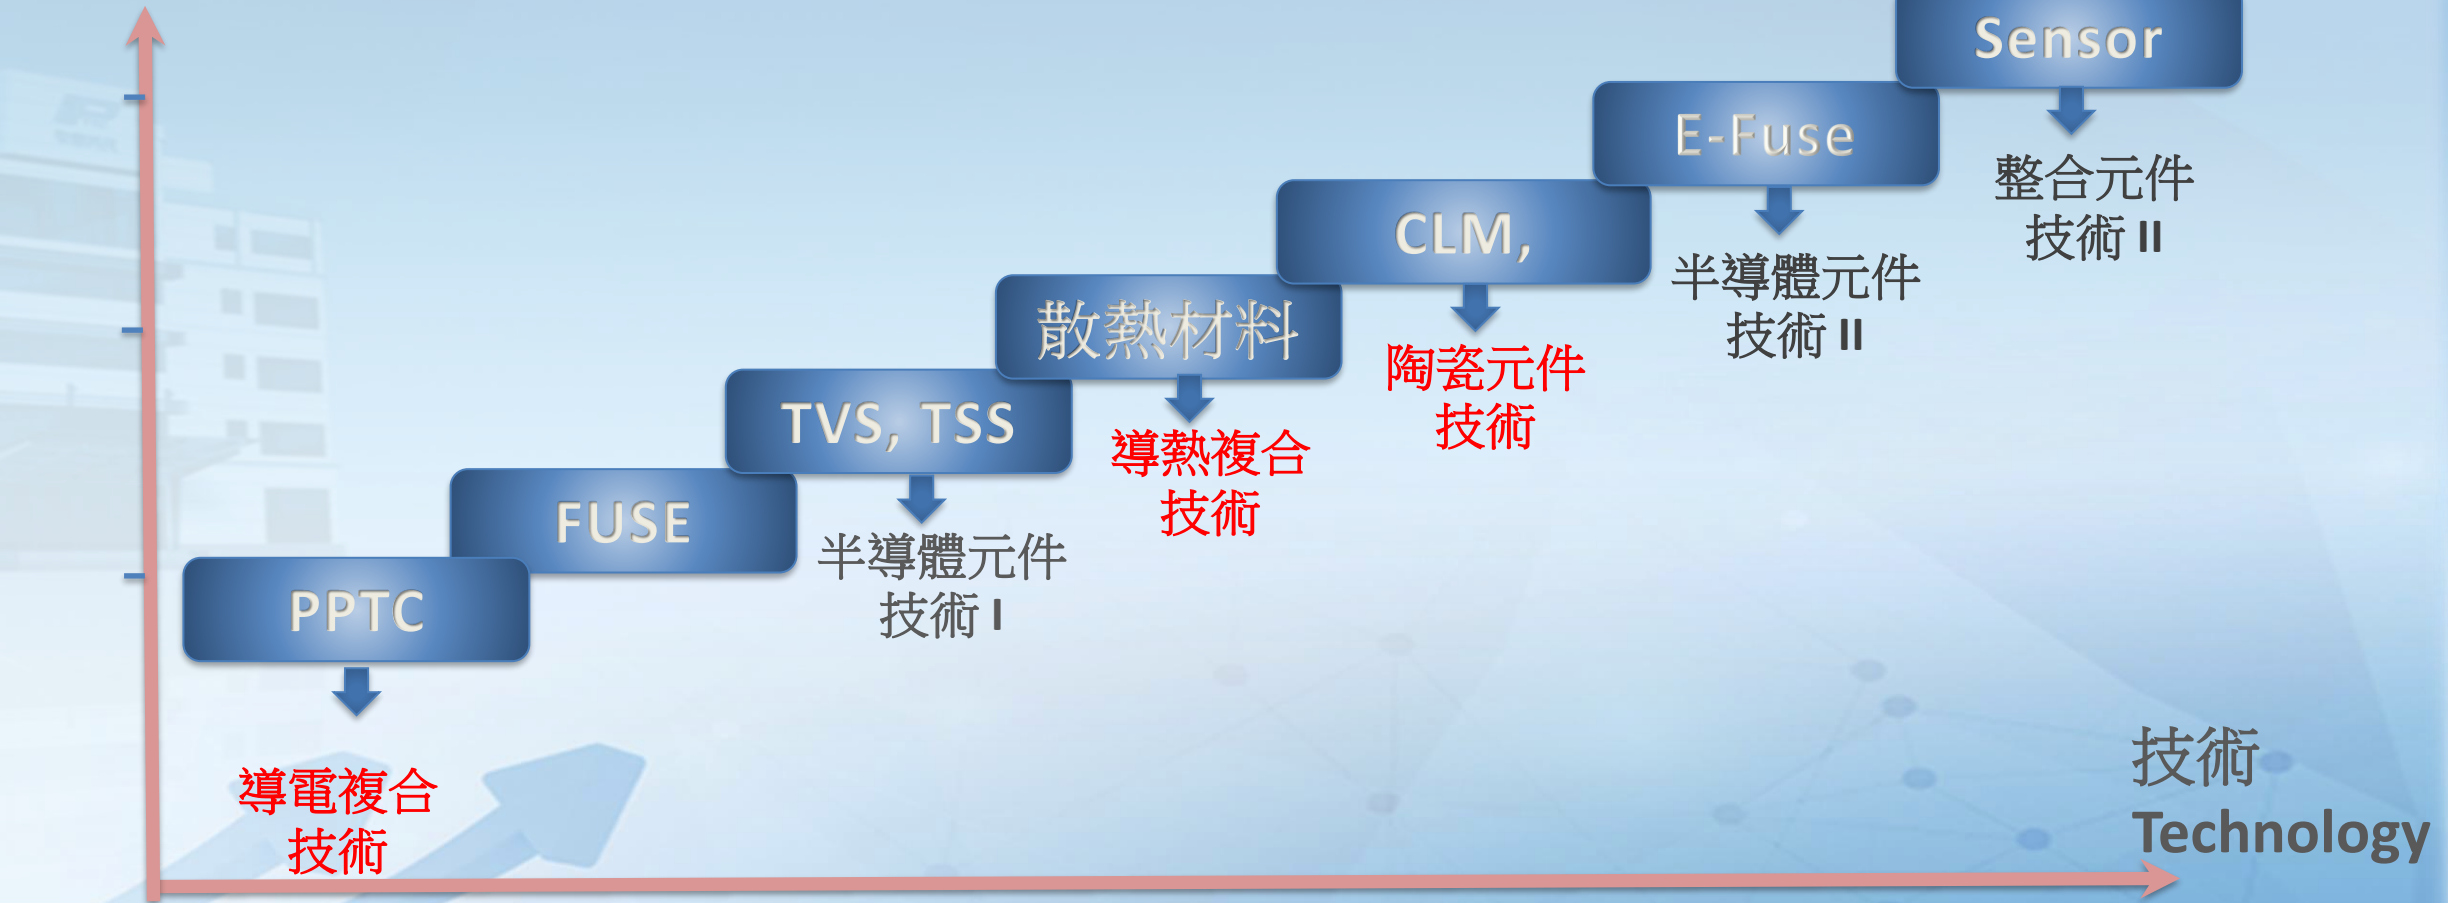 Sensor
整合元件
技術 II
E-Fuse
半導體元件
技術 II
CLM,
陶瓷元件
技術
散熱材料
導熱複合
技術
TVS, TSS
半導體元件
技術 I
FUSE
PPTC
導電複合
技術
技術
Technology